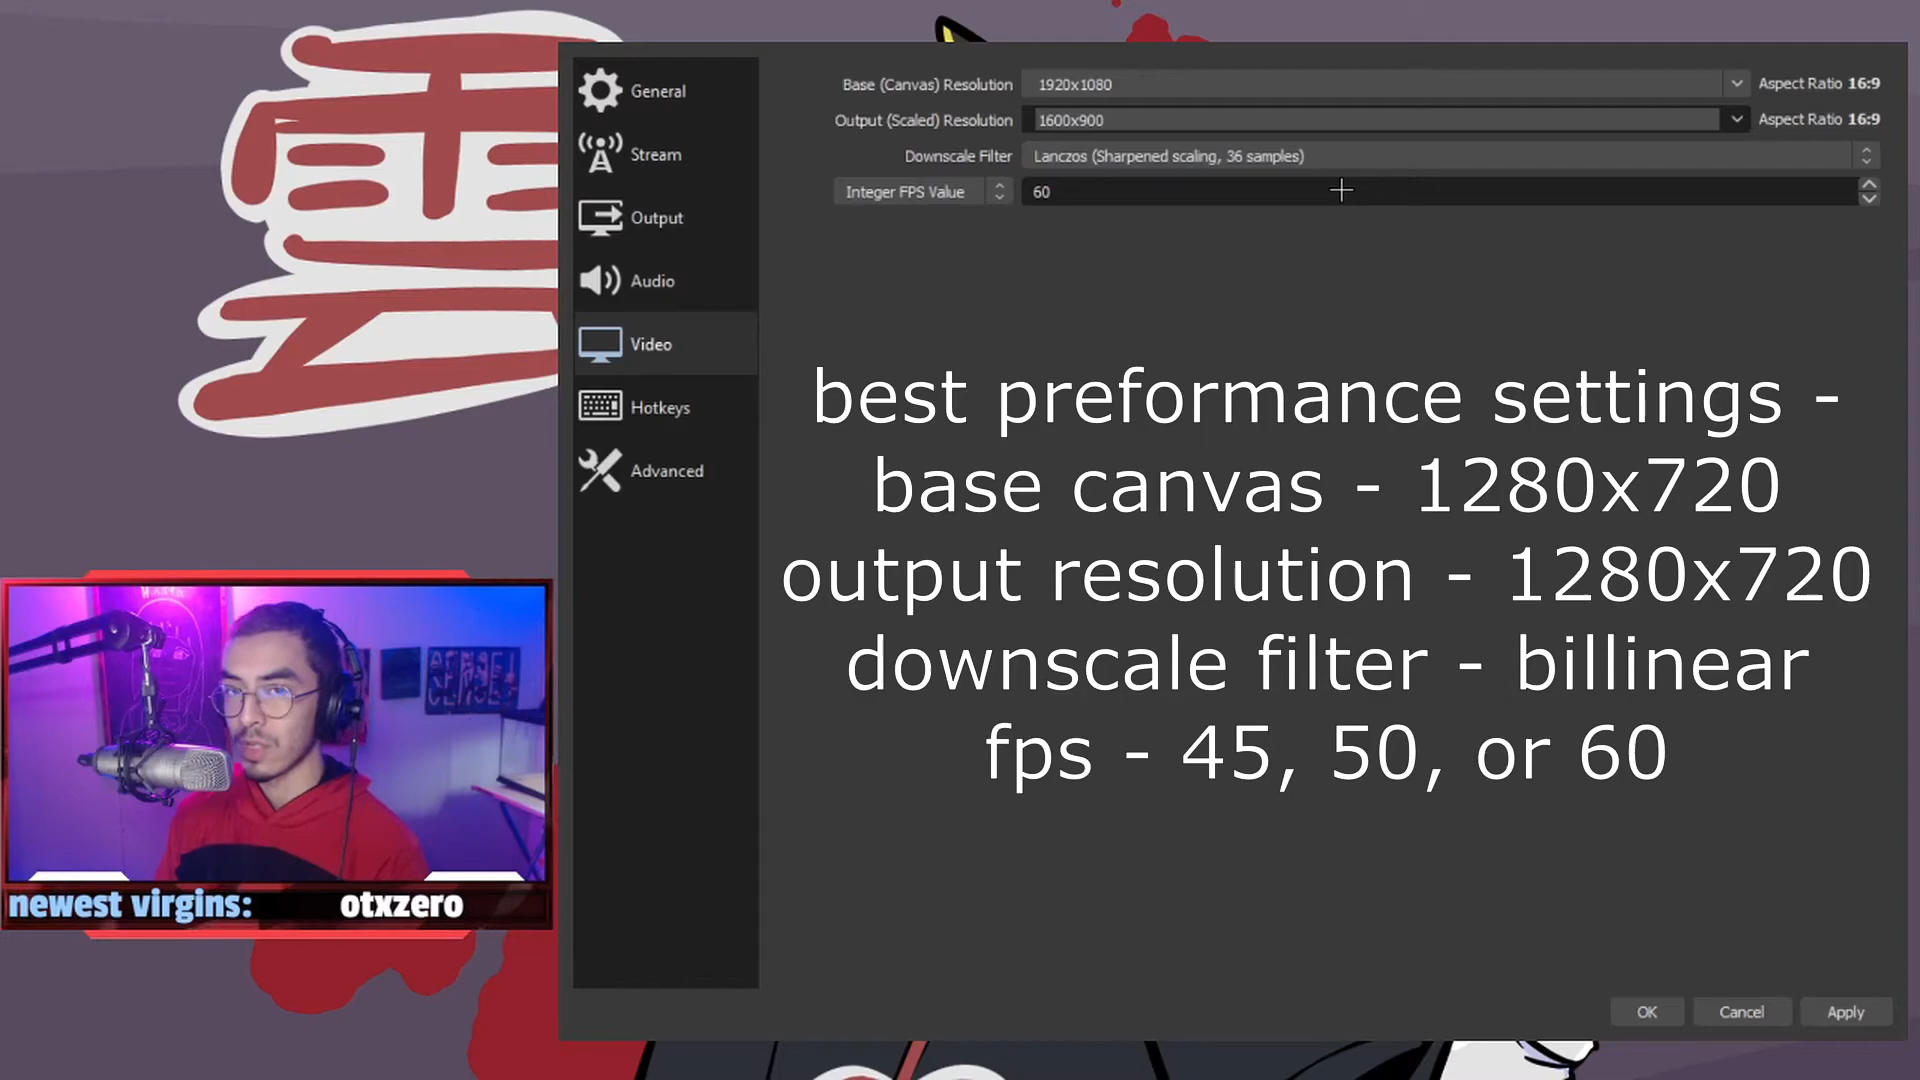 General
Stream
Output
Audio
Video
Hotkeys
Advanced
Base (Canvas) Resolution 1920x1080 Aspect Ratio 16:9
Output (Scaled) Resolution 1600x900 Aspect Ratio 16:9
Downscale Filter Lanczos (Sharpened scaling, 36 samples)
Integer FPS Value 60
best preformance settings -
base canvas - 1280x720
output resolution - 1280x720
downscale filter - billinear
fps - 45, 50, or 60
newest virgins: otxzero
OK Cancel Apply